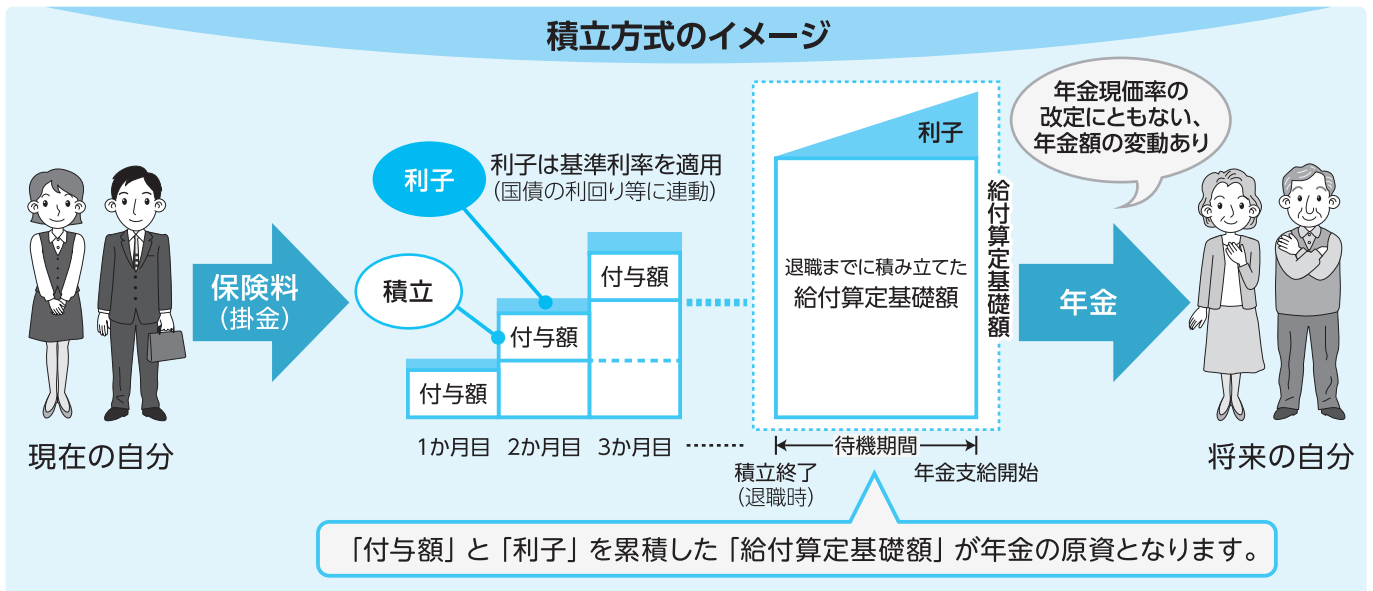 積立方式のイメージ
現在の自分
保険料
（掛金）
利子
利子は基準利率を適用
（国債の利回り等に連動）
積立
付与額
付与額
付与額
1か月目
2か月目
3か月目
利子
退職までに積み立てた
給付算定基礎額
給付算定基礎額
待機期間
積立終了
（退職時）
年金支給開始
年金
年金現価率の
改定にともない、
年金額の変動あり
将来の自分
「付与額」と「利子」を累積した「給付算定基礎額」が年金の原資となります。